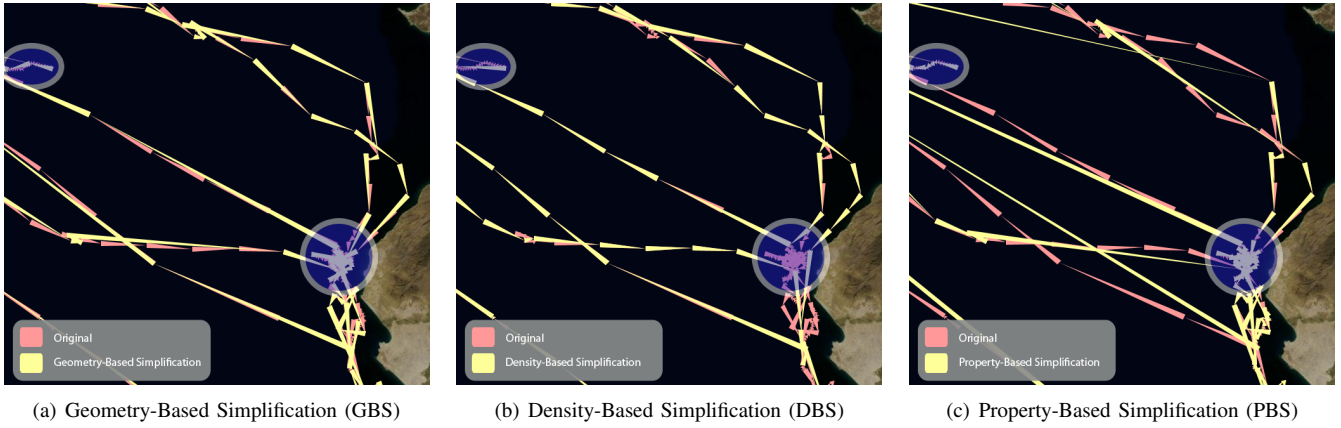 Original
Geometry-Based Simplification
Original
Density-Based Simplification
Original
Property-Based Simplification
(a) Geometry-Based Simplification (GBS)
(b) Density-Based Simplification (DBS)
(c) Property-Based Simplification (PBS)